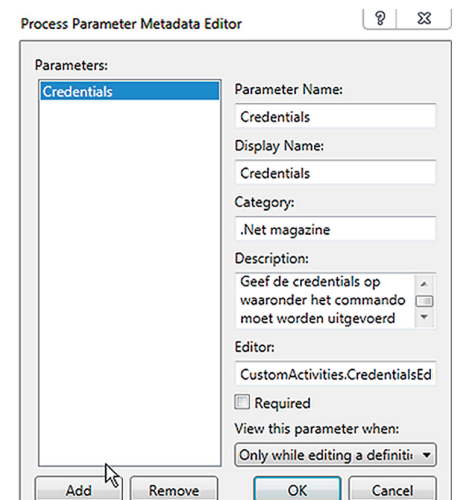 Process Parameter Metadata Editor
Parameters:
Credentials
Parameter Name:
Credentials
Display Name:
Credentials
Category:
.Net magazine
Description:
Geef de credentials op
waaronder het commando
moet worden uitgevoerd
Editor:
CustomActivities.CredentialsEd
Required
View this parameter when:
Only while editing a definiti
Add
Remove
OK
Cancel